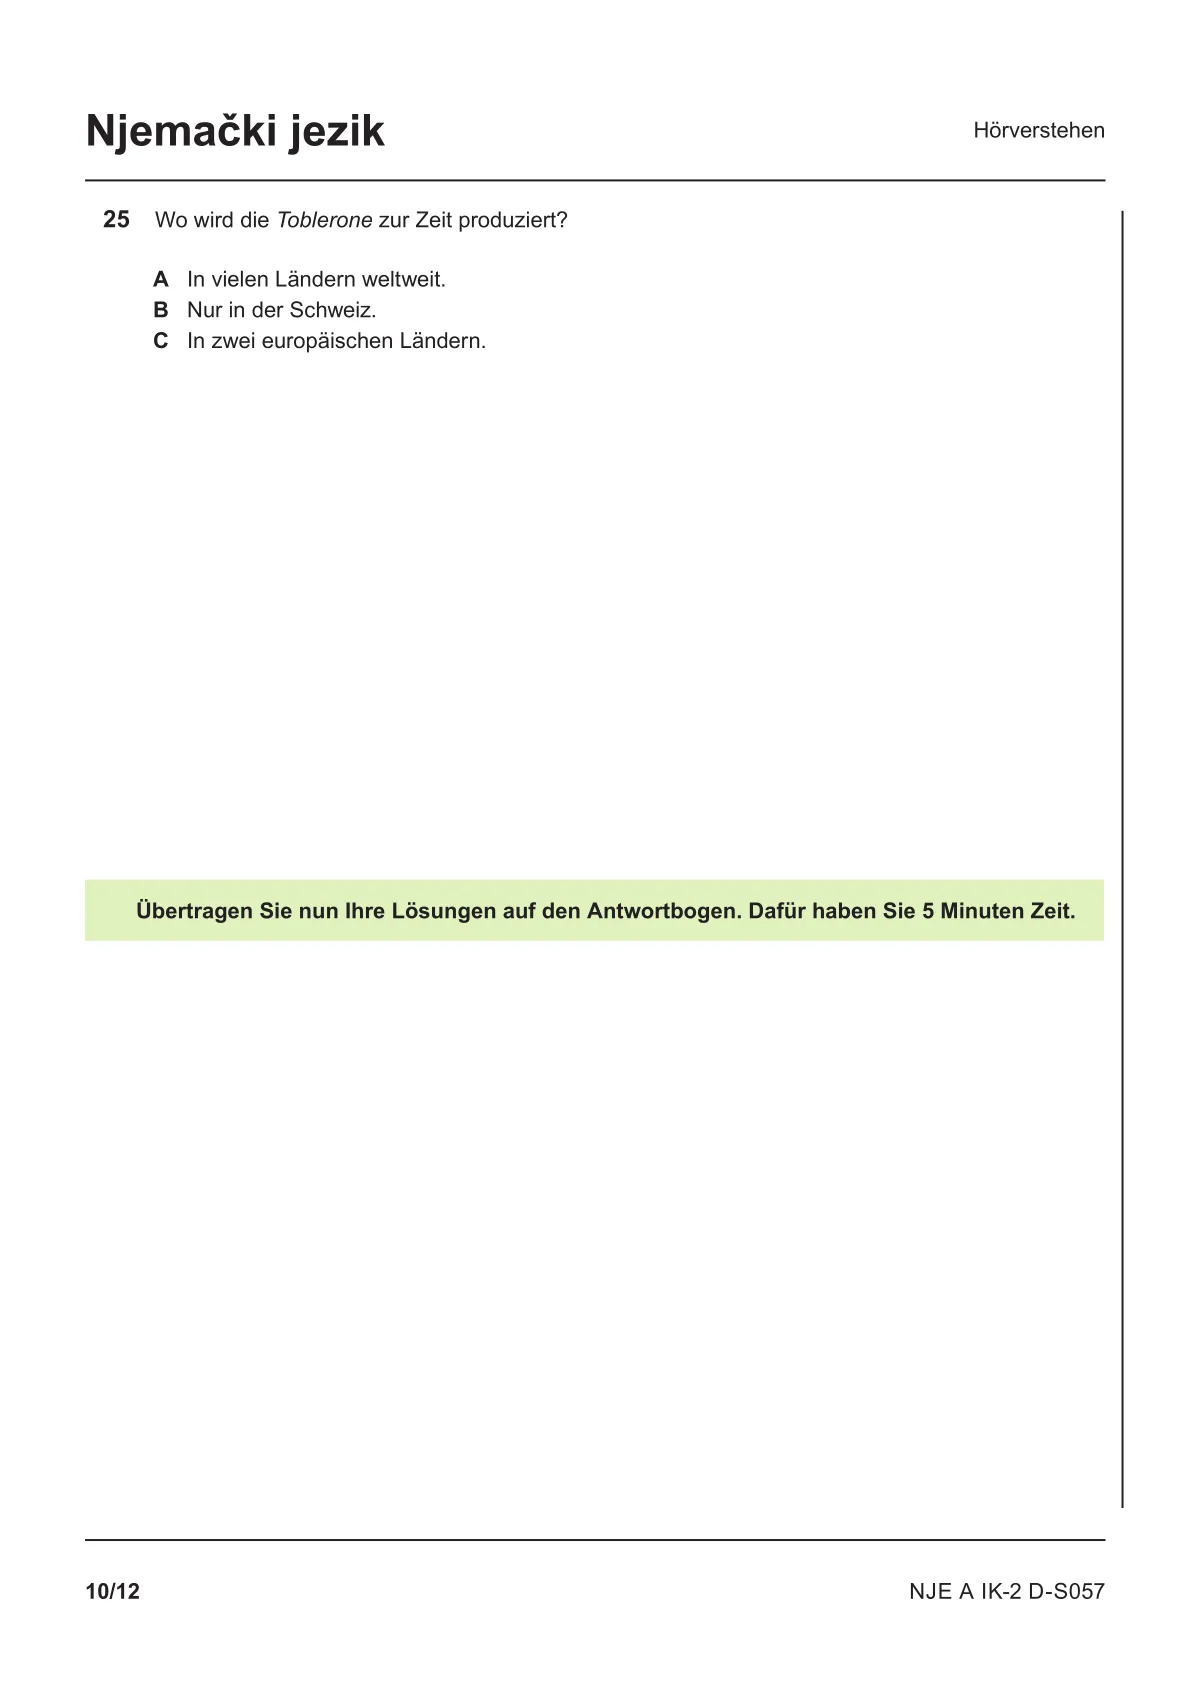 Njemački jezik
Hörverstehen
25 Wo wird die Toblerone zur Zeit produziert?
A In vielen Ländern weltweit.
B Nur in der Schweiz.
C In zwei europäischen Ländern.
Übertragen Sie nun Ihre Lösungen auf den Antwortbogen. Dafür haben Sie 5 Minuten Zeit.
10/12
NJE A IK-2 D-S057